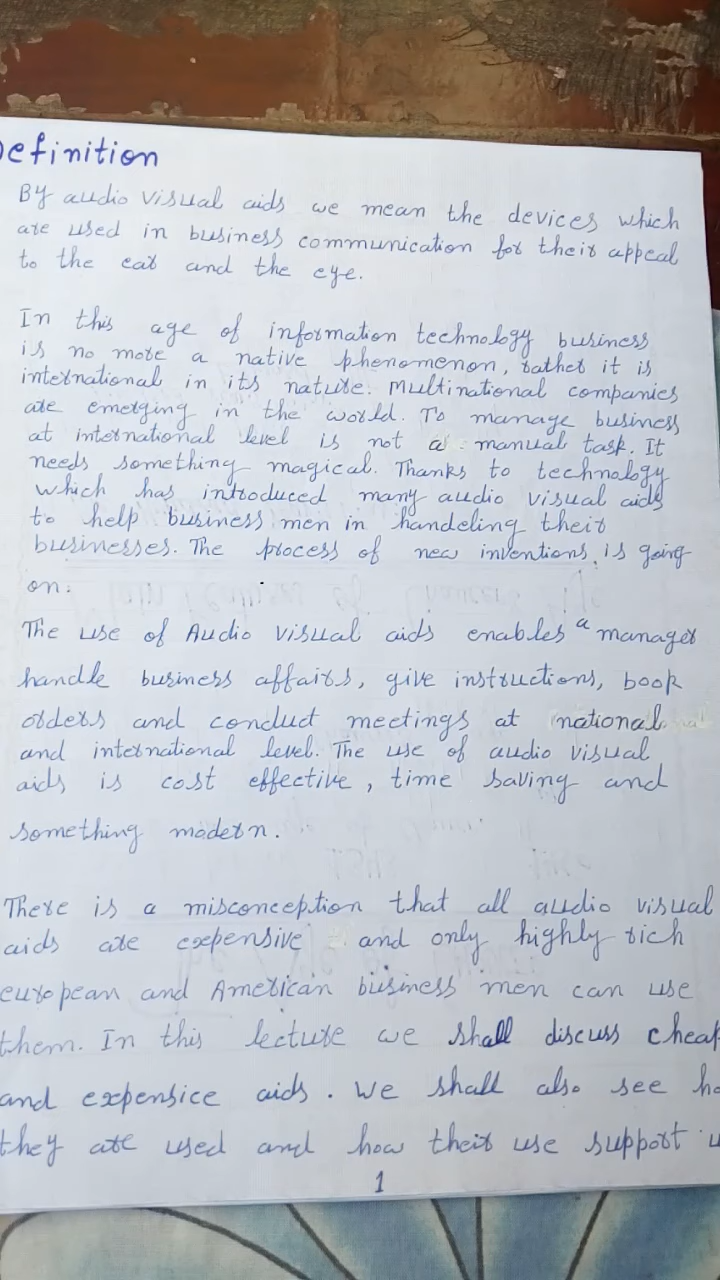 Definition
By audio visual aids we mean the devices which
are used in business communication for their appeal
to the ear and the eye.
In this age of information technology business
is no more a native phenomenon, rather it is
international in its nature. Multinational companies
are emerging in the world. To manage business
at international level is not a manual task. It
needs something magical. Thanks to technology
which has introduced many audio visual aids
to help business men in handeling their
businesses. The process of new inventions is going
on.
The use of Audio visual aids enables a manager
handle business affairs, give instructions, book
orders and conduct meetings at national
and international level. The use of audio visual
aids is cost effective, time saving and
something modern.
There is a misconception that all audio visual
aids are expensive and only highly rich
european and American business men can use
them. In this lecture we shall discuss cheap
and expensice aids. We shall also see ho
they are used and how their use support u
1